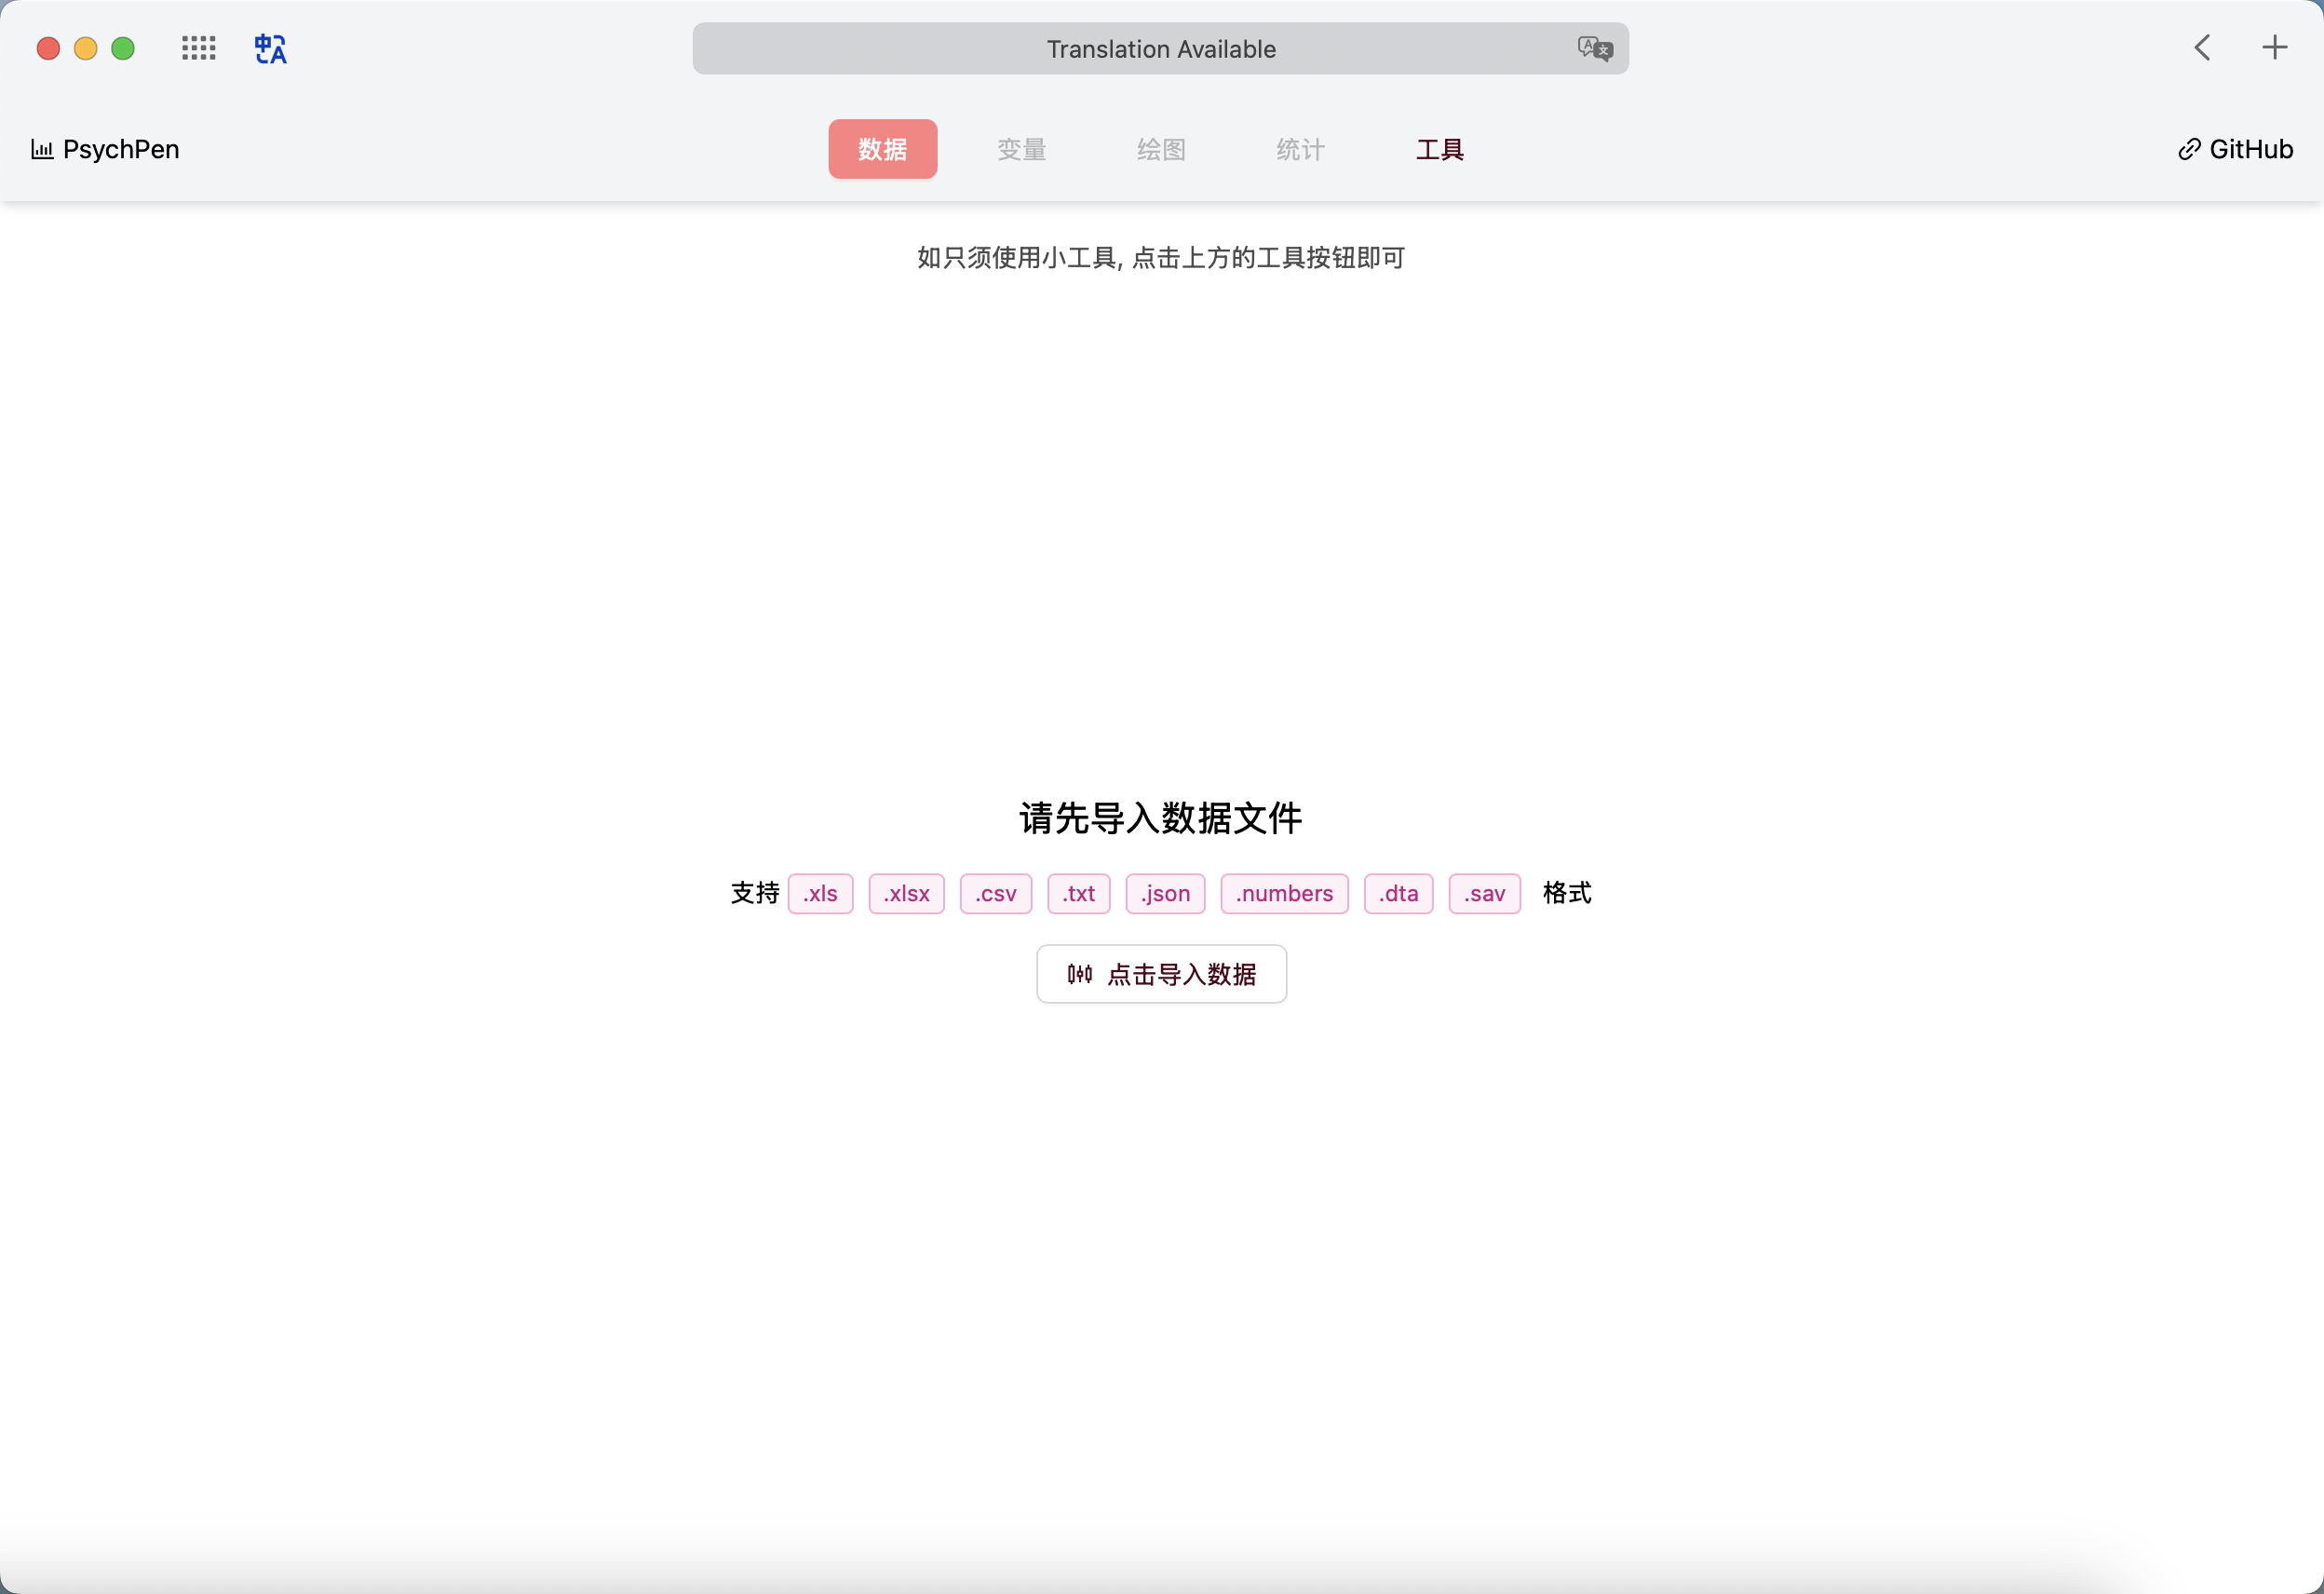 Translation Available
PsychPen 数据 变量 绘图 统计 工具 GitHub
如只须使用小工具, 点击上方的工具按钮即可
请先导入数据文件
支持 .xls .xlsx .csv .txt .json .numbers .dta .sav 格式
点击导入数据